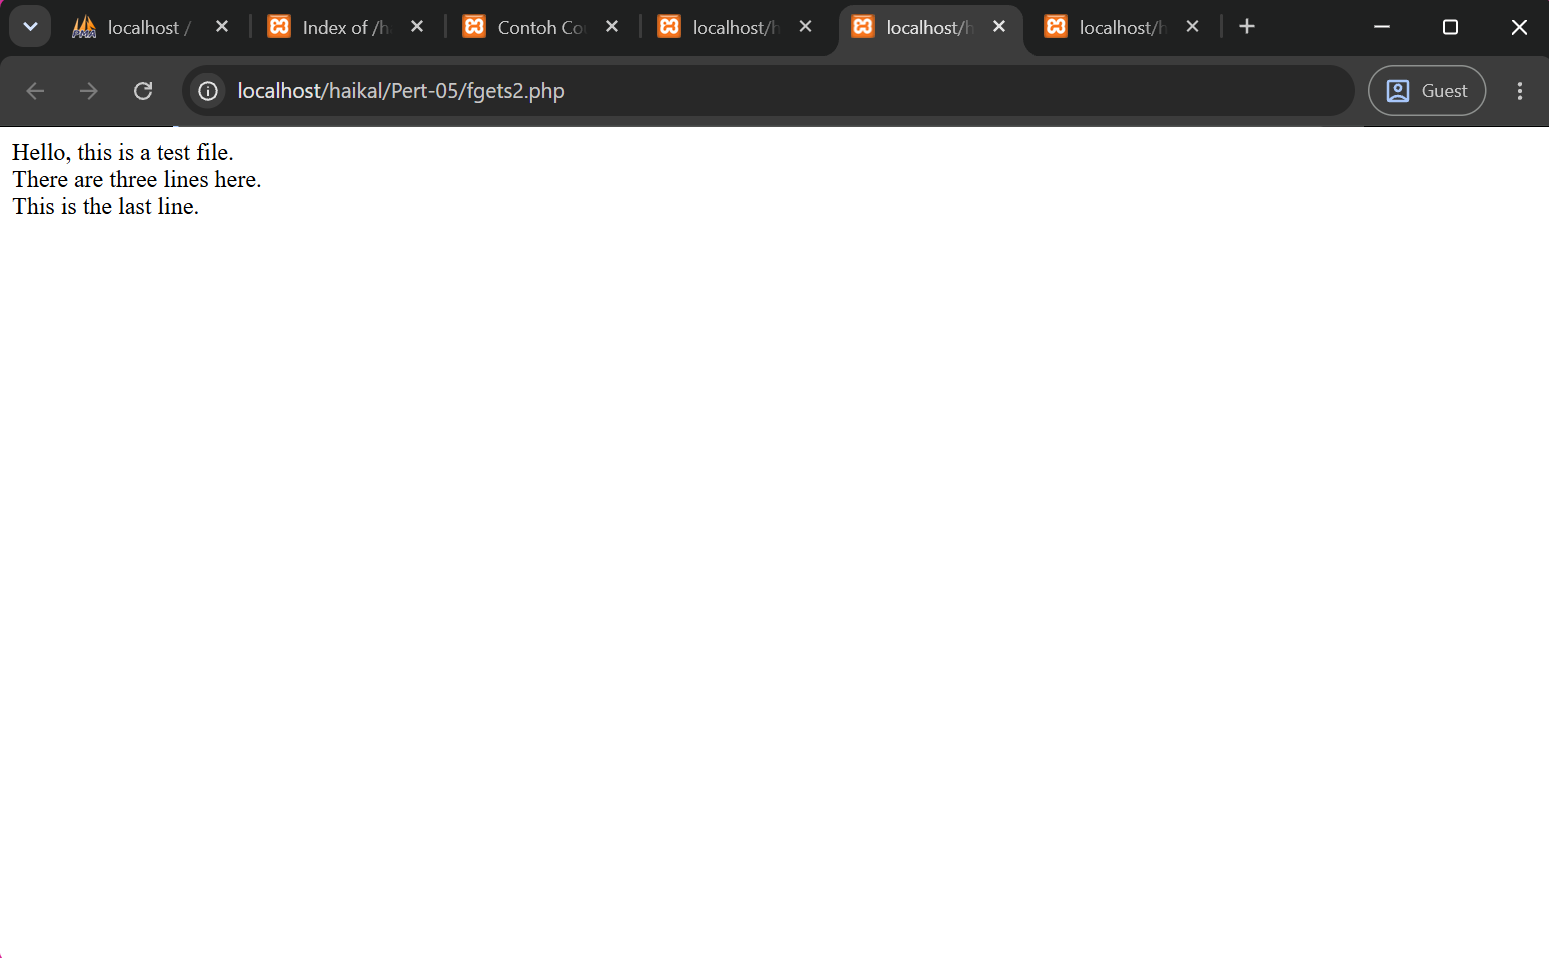 localhost /
Index of /h
Contoh Co
localhost/h
localhost/h
localhost/h
localhost/haikal/Pert-05/fgets2.php
Guest
Hello, this is a test file.
There are three lines here.
This is the last line.